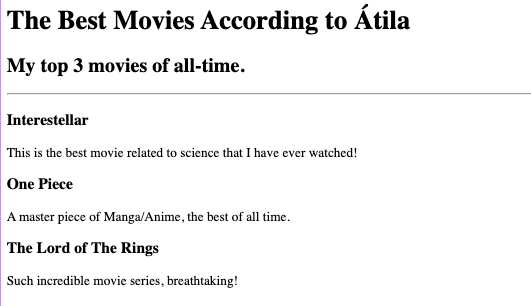 The Best Movies According to Átila
My top 3 movies of all-time.
Interestellar
This is the best movie related to science that I have ever watched!
One Piece
A master piece of Manga/Anime, the best of all time.
The Lord of The Rings
Such incredible movie series, breathtaking!